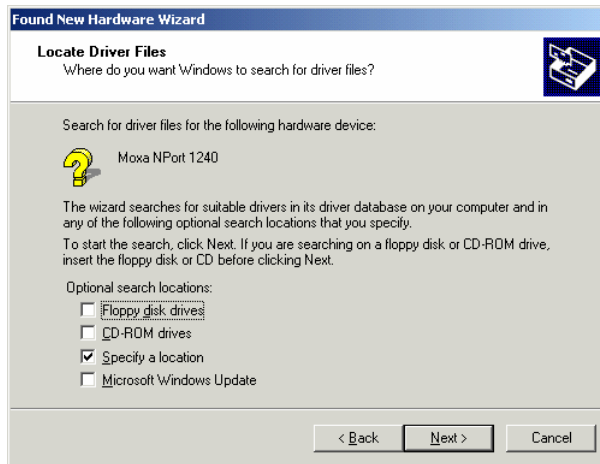 Found New Hardware Wizard
Locate Driver Files
Where do you want Windows to search for driver files?
Search for driver files for the following hardware device:
Moxa NPort 1240
The wizard searches for suitable drivers in its driver database on your computer and in
any of the following optional search locations that you specify.
To start the search, click Next. If you are searching on a floppy disk or CD-ROM drive,
insert the floppy disk or CD before clicking Next.
Optional search locations:
Floppy disk drives
CD-ROM drives
Specify a location
Microsoft Windows Update
< Back Next > Cancel